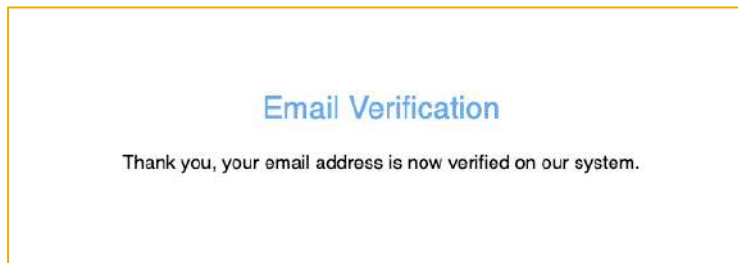 Email Verification
Thank you, your email address is now verified on our system.